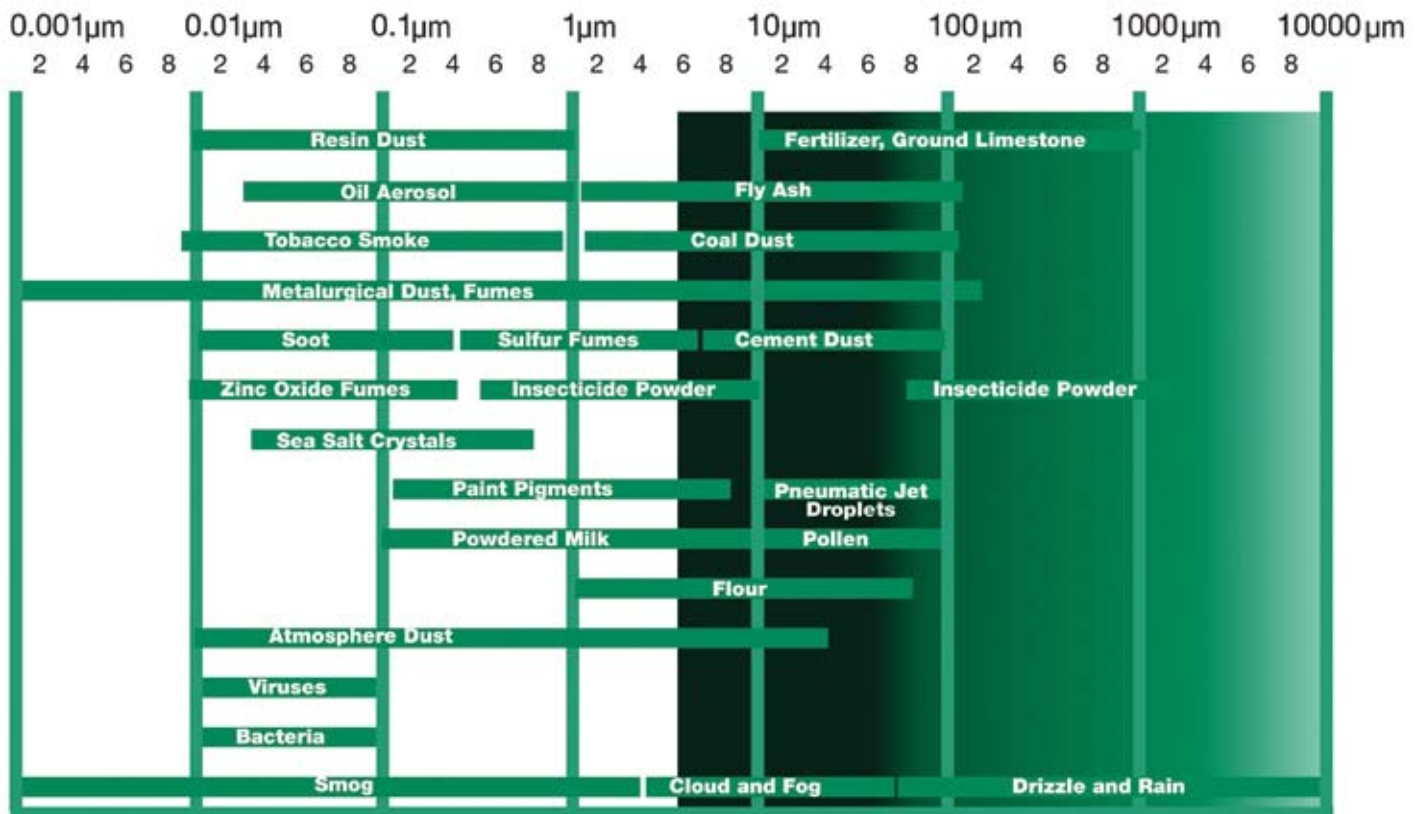 0.001µm 0.01µm 0.1µm 1µm 10µm 100µm 1000µm 10000µm
2 4 6 8 2 4 6 8 2 4 6 8 2 4 6 8 2 4 6 8 2 4 6 8 2 4 6 8
Resin Dust Fertilizer, Ground Limestone
Oil Aerosol Fly Ash
Tobacco Smoke Coal Dust
Metalurgical Dust, Fumes
Soot Sulfur Fumes Cement Dust
Zinc Oxide Fumes Insecticide Powder Insecticide Powder
Sea Salt Crystals
Paint Pigments Pneumatic Jet
Droplets
Powdered Milk Pollen
Flour
Atmosphere Dust
Viruses
Bacteria
Smog Cloud and Fog Drizzle and Rain